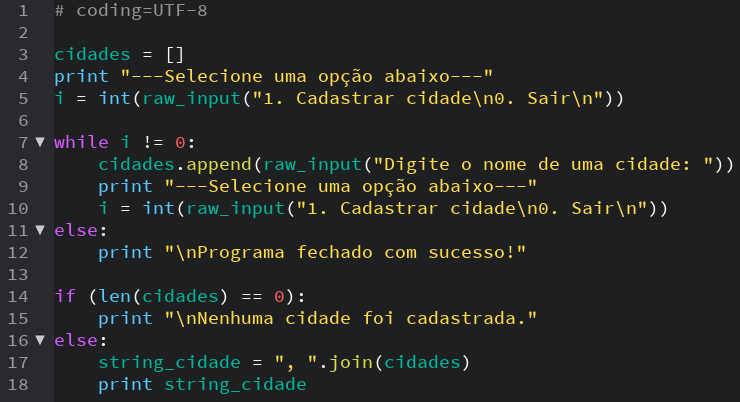 1 # coding=UTF-8
2
3 cidades = []
4 print "---Selecione uma opção abaixo---"
5 i = int(raw_input("1. Cadastrar cidade\n0. Sair\n"))
6
7 ▼ while i != 0:
8     cidades.append(raw_input("Digite o nome de uma cidade: "))
9     print "---Selecione uma opção abaixo---"
10     i = int(raw_input("1. Cadastrar cidade\n0. Sair\n"))
11 ▼ else:
12     print "\nPrograma fechado com sucesso!"
13
14 if (len(cidades) == 0):
15     print "\nNenhuma cidade foi cadastrada."
16 ▼ else:
17     string_cidade = ", ".join(cidades)
18     print string_cidade